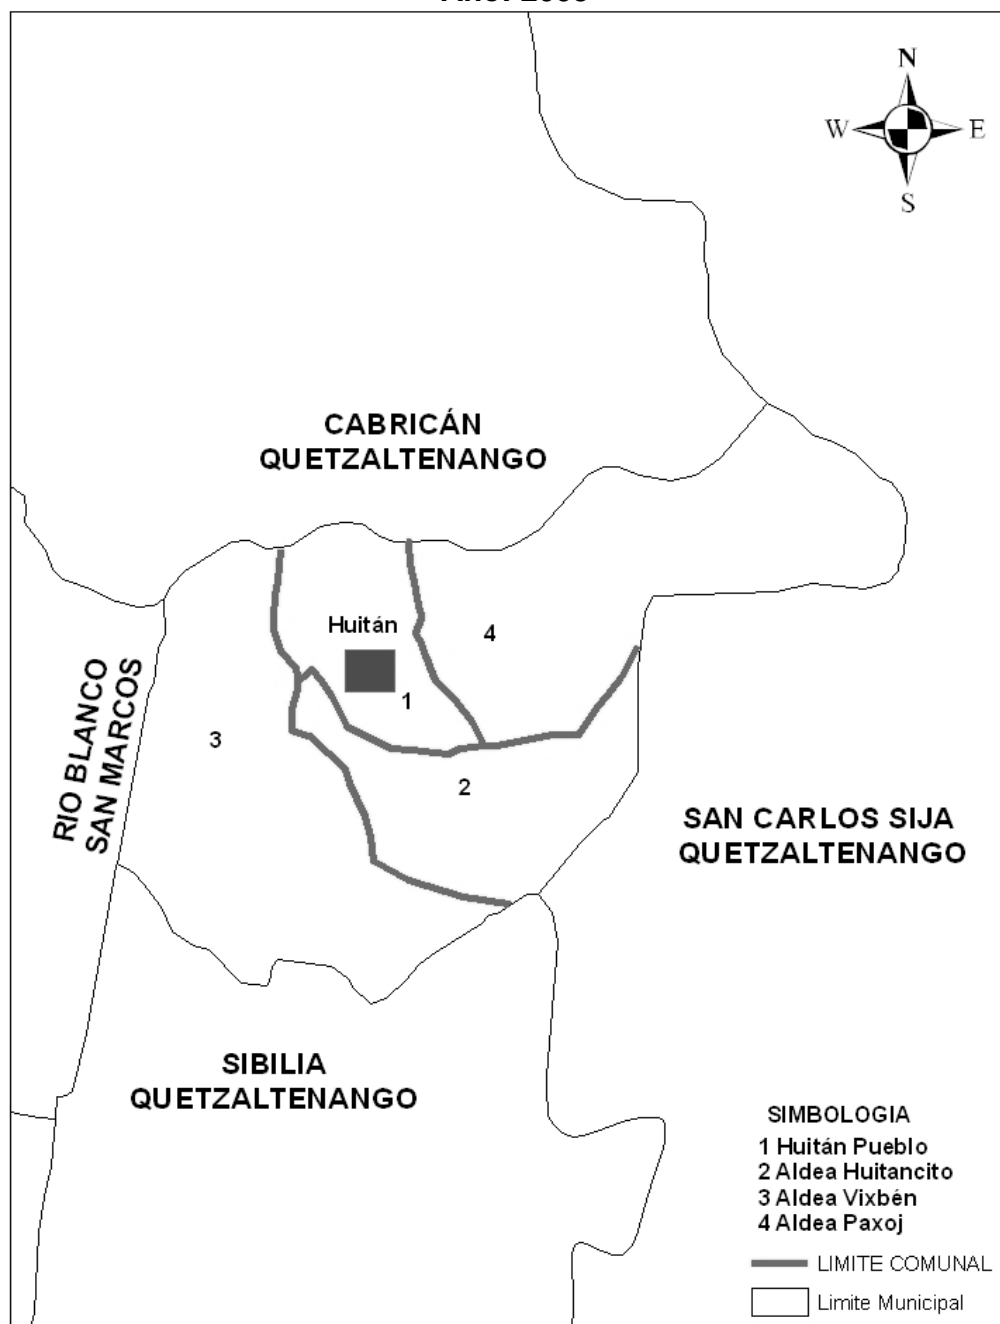 N
W E
S
CABRICÁN
QUETZALTENANGO
Huitán
4
1
3
2
RIO BLANCO
SAN MARCOS
SAN CARLOS SIJA
QUETZALTENANGO
SIBILIA
QUETZALTENANGO
SIMBOLOGIA
1 Huitán Pueblo
2 Aldea Huitancito
3 Aldea Vixbén
4 Aldea Paxoj
LIMITE COMUNAL
Limite Municipal